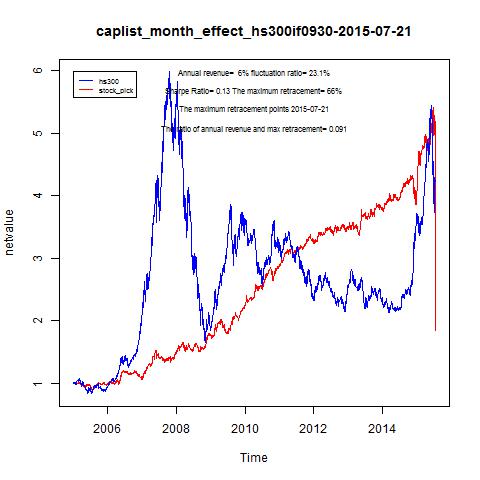 caplist_month_effect_hs300if0930-2015-07-21
Annual revenue= 6% fluctuation ratio= 23.1%
Sharpe Ratio= 0.13 The maximum retracement= 66%
The maximum retracement points 2015-07-21
The ratio of annual revenue and max retracement= 0.091
hs300
stock_pick
netvalue
6
5
4
3
2
1
2006 2008 2010 2012 2014
Time